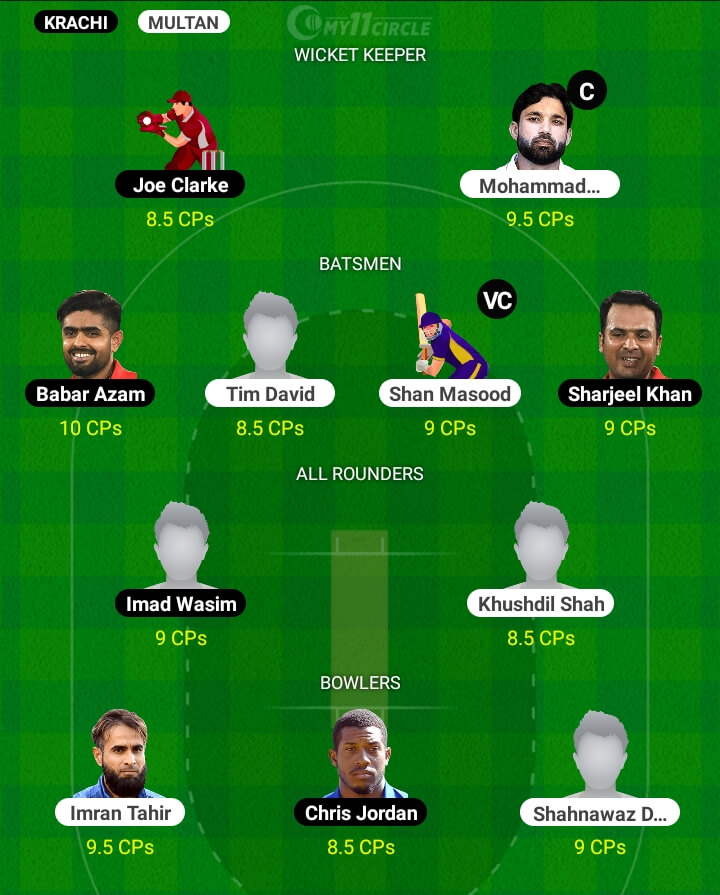 KRACHI MULTAN MY11CIRCLE
WICKET KEEPER
C
Joe Clarke Mohammad...
8.5 CPs 9.5 CPs
BATSMEN
VC
Babar Azam Tim David Shan Masood Sharjeel Khan
10 CPs 8.5 CPs 9 CPs 9 CPs
ALL ROUNDERS
Imad Wasim Khushdil Shah
9 CPs 8.5 CPs
BOWLERS
Imran Tahir Chris Jordan Shahnawaz D...
9.5 CPs 8.5 CPs 9 CPs